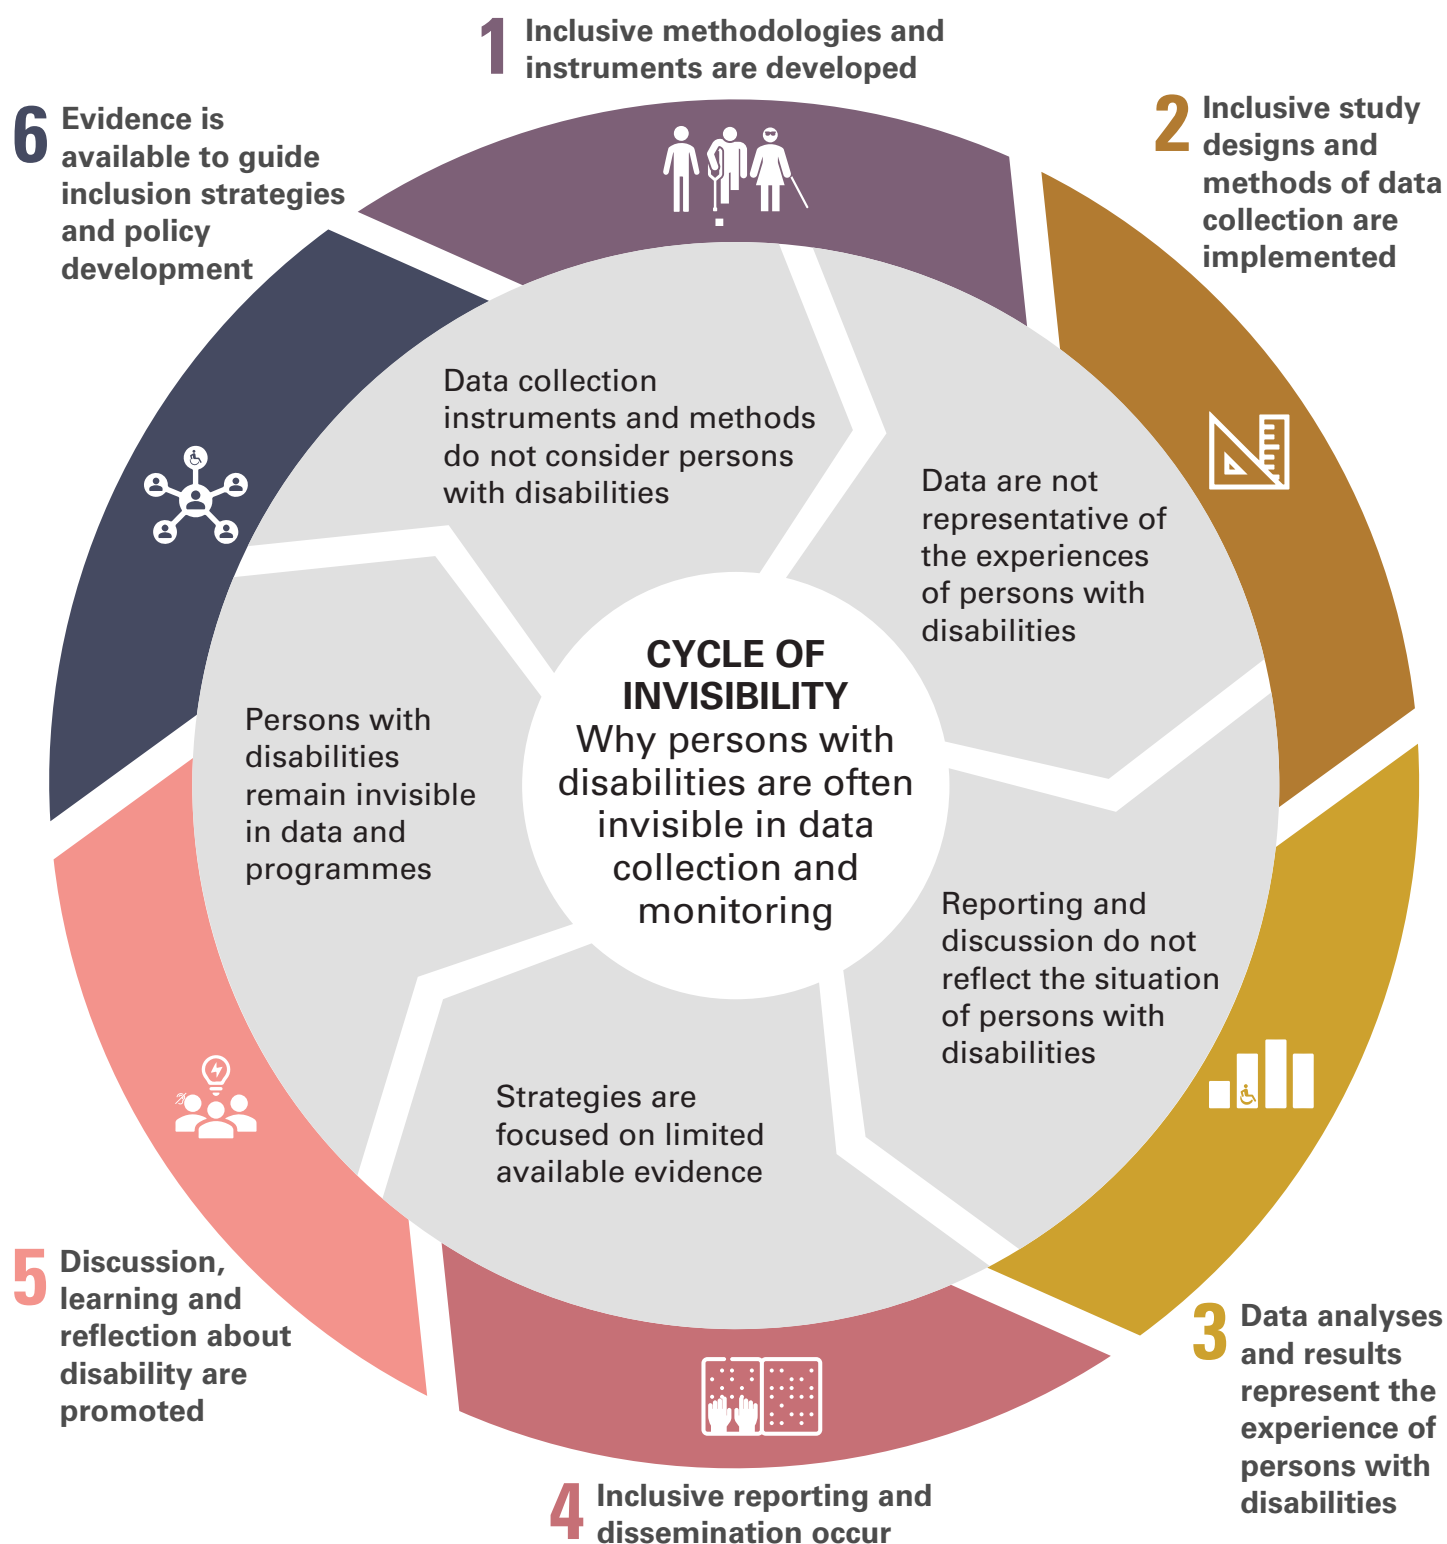 1
Inclusive methodologies and
instruments are developed
2
Inclusive study
designs and
methods of data
collection are
implemented
3
Data analyses
and results
represent the
experience of
persons with
disabilities
4
Inclusive reporting and
dissemination occur
5
Discussion,
learning and
reflection about
disability are
promoted
6
Evidence is
available to guide
inclusion strategies
and policy
development
Data collection
instruments and methods
do not consider persons
with disabilities
Data are not
representative of
the experiences
of persons with
disabilities
Reporting and
discussion do not
reflect the situation
of persons with
disabilities
Strategies are
focused on limited
available evidence
Persons with
disabilities
remain invisible
in data and
programmes
CYCLE OF
INVISIBILITY
Why persons with
disabilities are often
invisible in data
collection and
monitoring